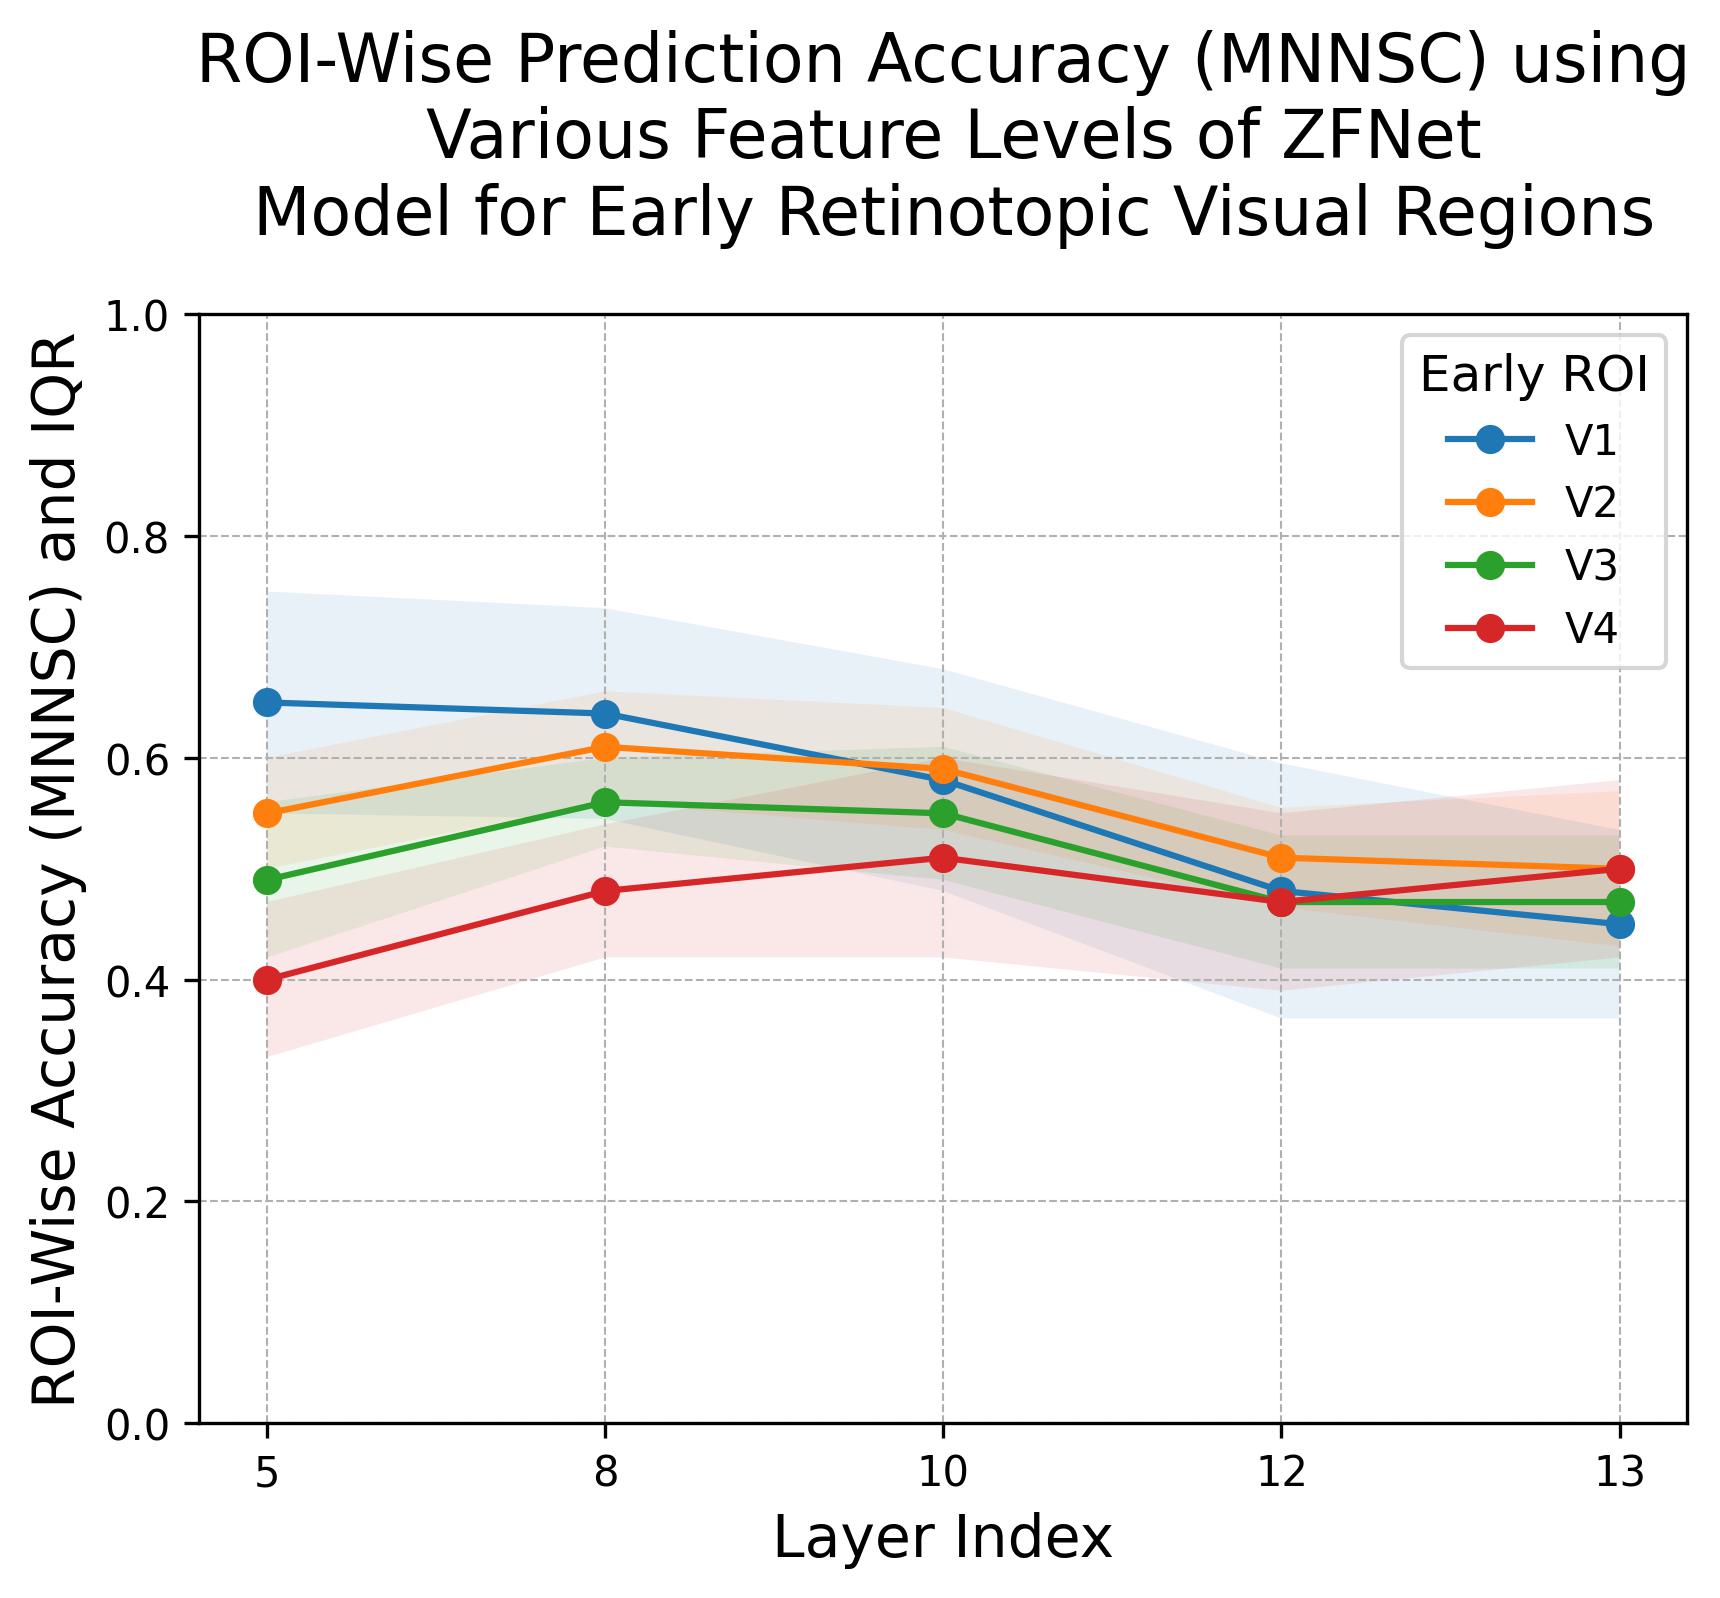 ROI-Wise Prediction Accuracy (MNNSC) using
Various Feature Levels of ZFNet
Model for Early Retinotopic Visual Regions
ROI-Wise Accuracy (MNNSC) and IQR
1.0
0.8
0.6
0.4
0.2
0.0
Early ROI
V1
V2
V3
V4
5
8
10
12
13
Layer Index